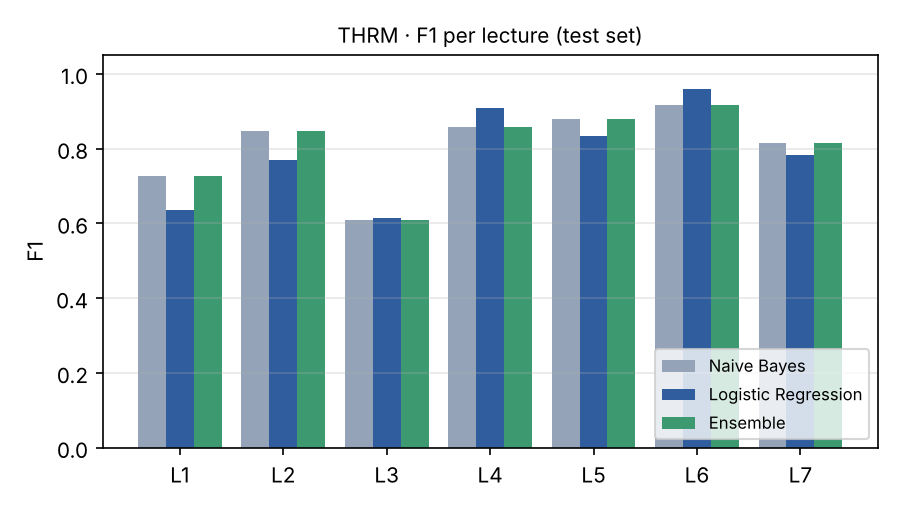 THRM · F1 per lecture (test set)
F1
1.0
0.8
0.6
0.4
0.2
0.0
L1 L2 L3 L4 L5 L6 L7
Naive Bayes
Logistic Regression
Ensemble